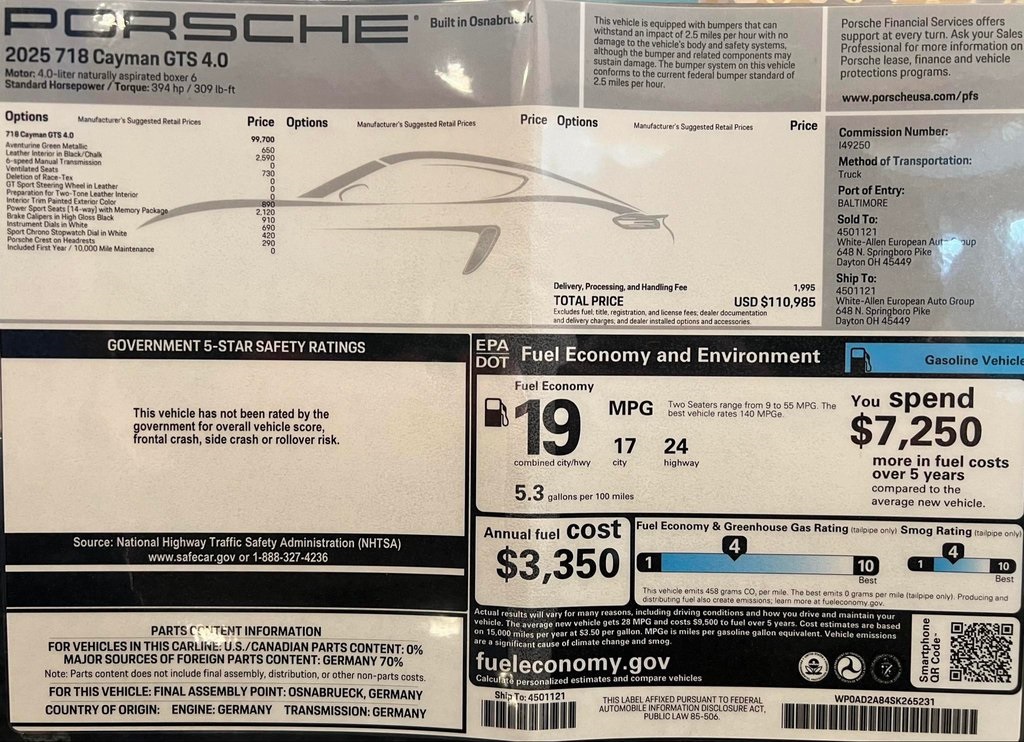 PORSCHE
Built in Osnabrueck
2025 718 Cayman GTS 4.0
Motor: 4.0-liter naturally aspirated boxer 6
Standard Horsepower / Torque: 394 hp / 309 lb-ft
This vehicle is equipped with bumpers that can
withstand an impact of 2.5 miles per hour with no
damage to the vehicle's body and safety systems,
although the bumper and related components may
sustain damage. The bumper system on this vehicle
conforms to the current federal bumper standard of
2.5 miles per hour.
Porsche Financial Services offers
support at every turn. Ask your Sales
Professional for more information on
Porsche lease, finance and vehicle
protections programs.
www.porscheusa.com/pfs
Options Manufacturer's Suggested Retail Prices Price Options Manufacturer's Suggested Retail Prices Price Options Manufacturer's Suggested Retail Prices Price
718 Cayman GTS 4.0 99,700
Aventurine Green Metallic 650
Leather Interior in Black/Chalk 2,590
6-speed Manual Transmission 0
Ventilated Seats 730
Deletion of Race-Tex 0
GT Sport Steering Wheel in Leather 0
Preparation for Two-Tone Leather Interior 0
Interior Trim Painted Exterior Color 890
Power Sport Seats (14-way) with Memory Package 2,120
Brake Calipers in High Gloss Black 910
Instrument Dials in White 690
Sport Chrono Stopwatch Dial in White 420
Porsche Crest on Headrests 290
Included First Year / 10,000 Mile Maintenance 0
Delivery, Processing, and Handling Fee 1,995
TOTAL PRICE USD $110,985
Excludes fuel, title, registration, and license fees; dealer documentation
and delivery charges; and dealer installed options and accessories.
Commission Number:
I49250
Method of Transportation:
Truck
Port of Entry:
BALTIMORE
Sold To:
4501121
White-Allen European Auto Group
648 N. Springboro Pike
Dayton OH 45449
Ship To:
4501121
White-Allen European Auto Group
648 N. Springboro Pike
Dayton OH 45449
GOVERNMENT 5-STAR SAFETY RATINGS
This vehicle has not been rated by the
government for overall vehicle score,
frontal crash, side crash or rollover risk.
Source: National Highway Traffic Safety Administration (NHTSA)
www.safecar.gov or 1-888-327-4236
PARTS CONTENT INFORMATION
FOR VEHICLES IN THIS CARLINE: U.S./CANADIAN PARTS CONTENT: 0%
MAJOR SOURCES OF FOREIGN PARTS CONTENT: GERMANY 70%
Note: Parts content does not include final assembly, distribution, or other non-parts costs.
FOR THIS VEHICLE: FINAL ASSEMBLY POINT: OSNABRUECK, GERMANY
COUNTRY OF ORIGIN: ENGINE: GERMANY TRANSMISSION: GERMANY
EPA
DOT
Fuel Economy and Environment
Gasoline Vehicle
Fuel Economy
19 MPG
combined city/hwy
17 24
city highway
Two Seaters range from 9 to 55 MPG. The
best vehicle rates 140 MPGe.
5.3 gallons per 100 miles
You spend
$7,250
more in fuel costs
over 5 years
compared to the
average new vehicle.
Annual fuel cost
$3,350
Fuel Economy & Greenhouse Gas Rating (tailpipe only)
1 4 10
Best
Smog Rating (tailpipe only)
1 4 10
Best
This vehicle emits 458 grams CO₂ per mile. The best emits 0 grams per mile (tailpipe only). Producing and
distributing fuel also create emissions; learn more at fueleconomy.gov.
Actual results will vary for many reasons, including driving conditions and how you drive and maintain your
vehicle. The average new vehicle gets 28 MPG and costs $9,500 to fuel over 5 years. Cost estimates are based
on 15,000 miles per year at $3.50 per gallon. MPGe is miles per gasoline gallon equivalent. Vehicle emissions
are a significant cause of climate change and smog.
fueleconomy.gov
Calculate personalized estimates and compare vehicles
Smartphone
QR Code™
Ship To: 4501121
THIS LABEL AFFIXED PURSUANT TO FEDERAL
AUTOMOBILE INFORMATION DISCLOSURE ACT,
PUBLIC LAW 85-506.
WP0AD2A84SK265231